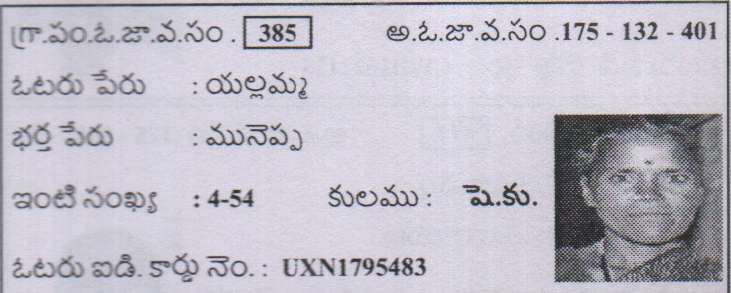 గ్రా.పం.ఓ.జా.వ.సం . 385 అ.ఓ.జా.వ.సం .175 - 132 - 401
ఓటరు పేరు : యల్లమ్మ
భర్త పేరు : మునెప్ప
ఇంటి సంఖ్య : 4-54 కులము : షె.కు.
ఓటరు ఐడి. కార్డు నెం. : UXN1795483